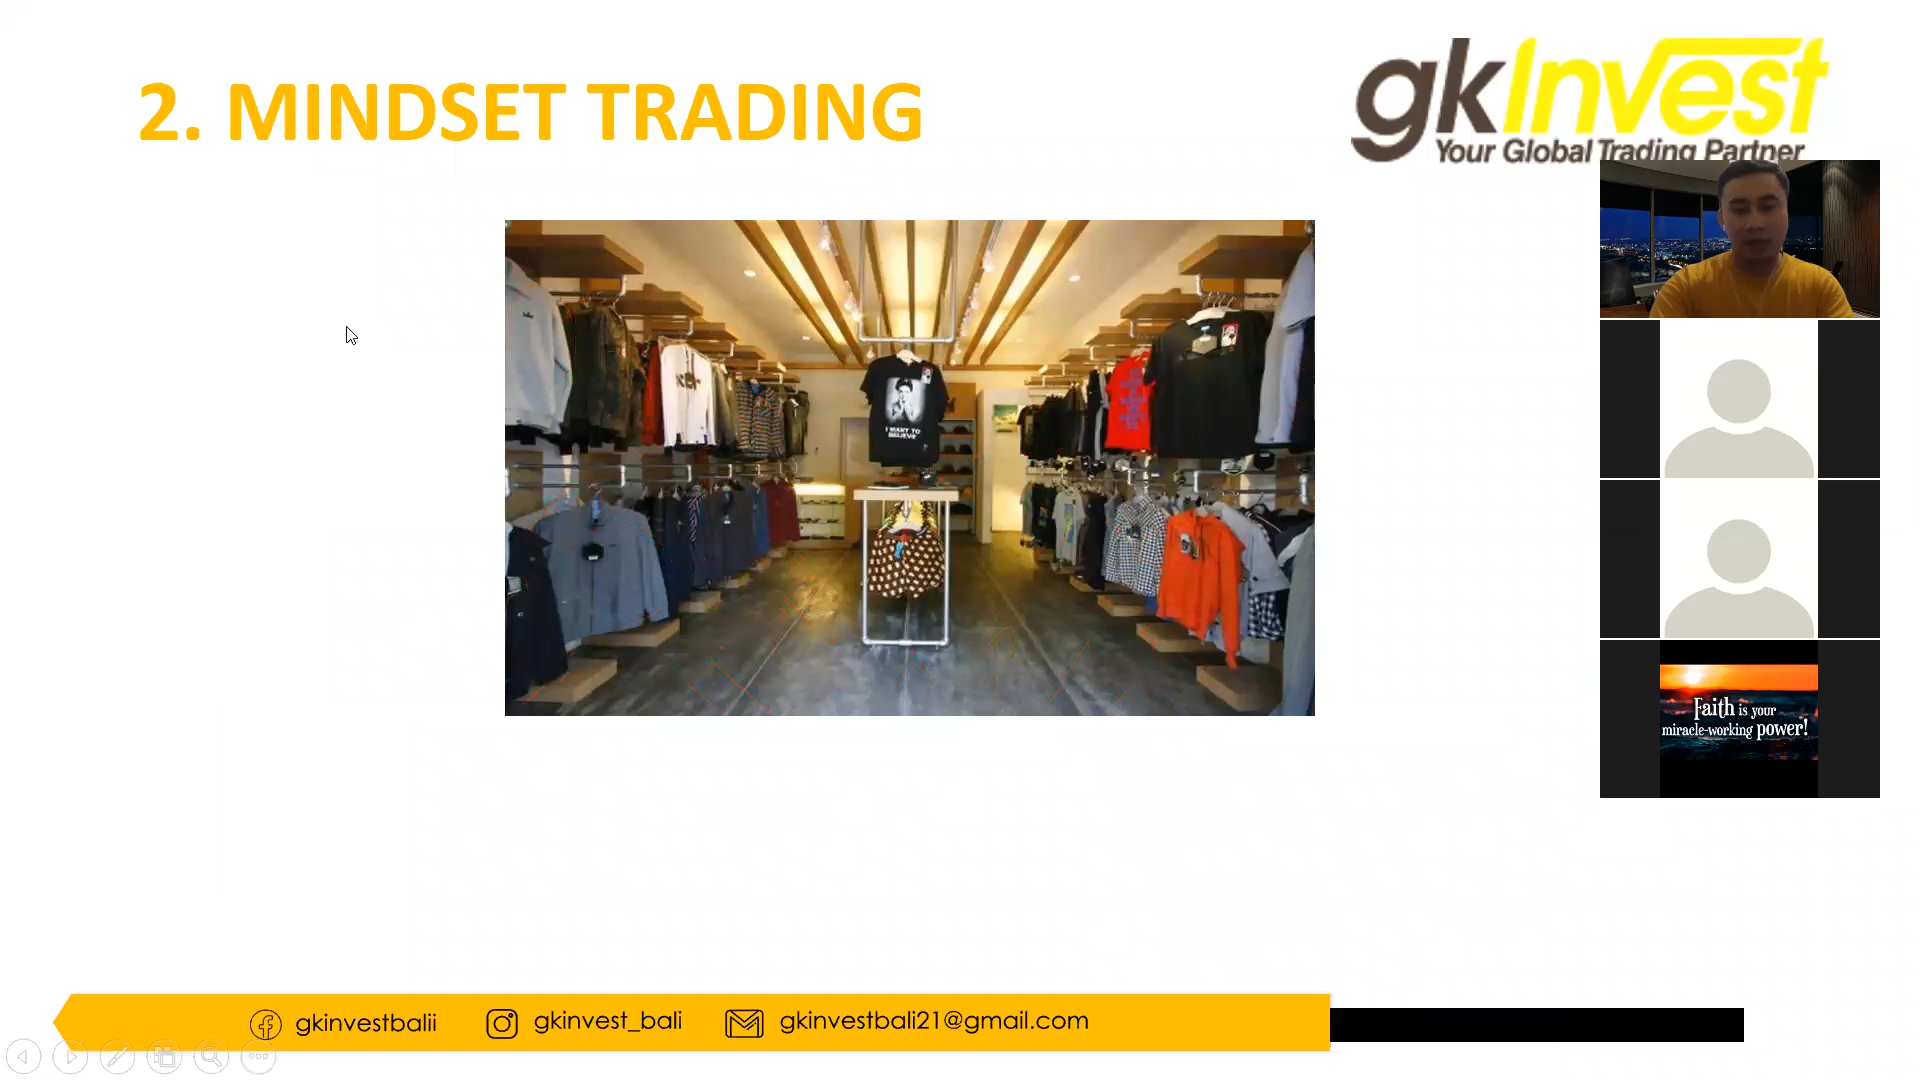 2. MINDSET TRADING
gkInvest
Your Global Trading Partner
I WANT TO
BELIEVE
Faith is your
miracle-working power!
gkinvestbalii
gkinvest_bali
gkinvestbali21@gmail.com